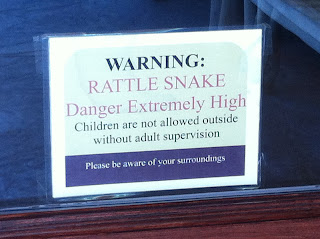 WARNING:
RATTLE SNAKE
Danger Extremely High
Children are not allowed outside
without adult supervision
Please be aware of your surroundings